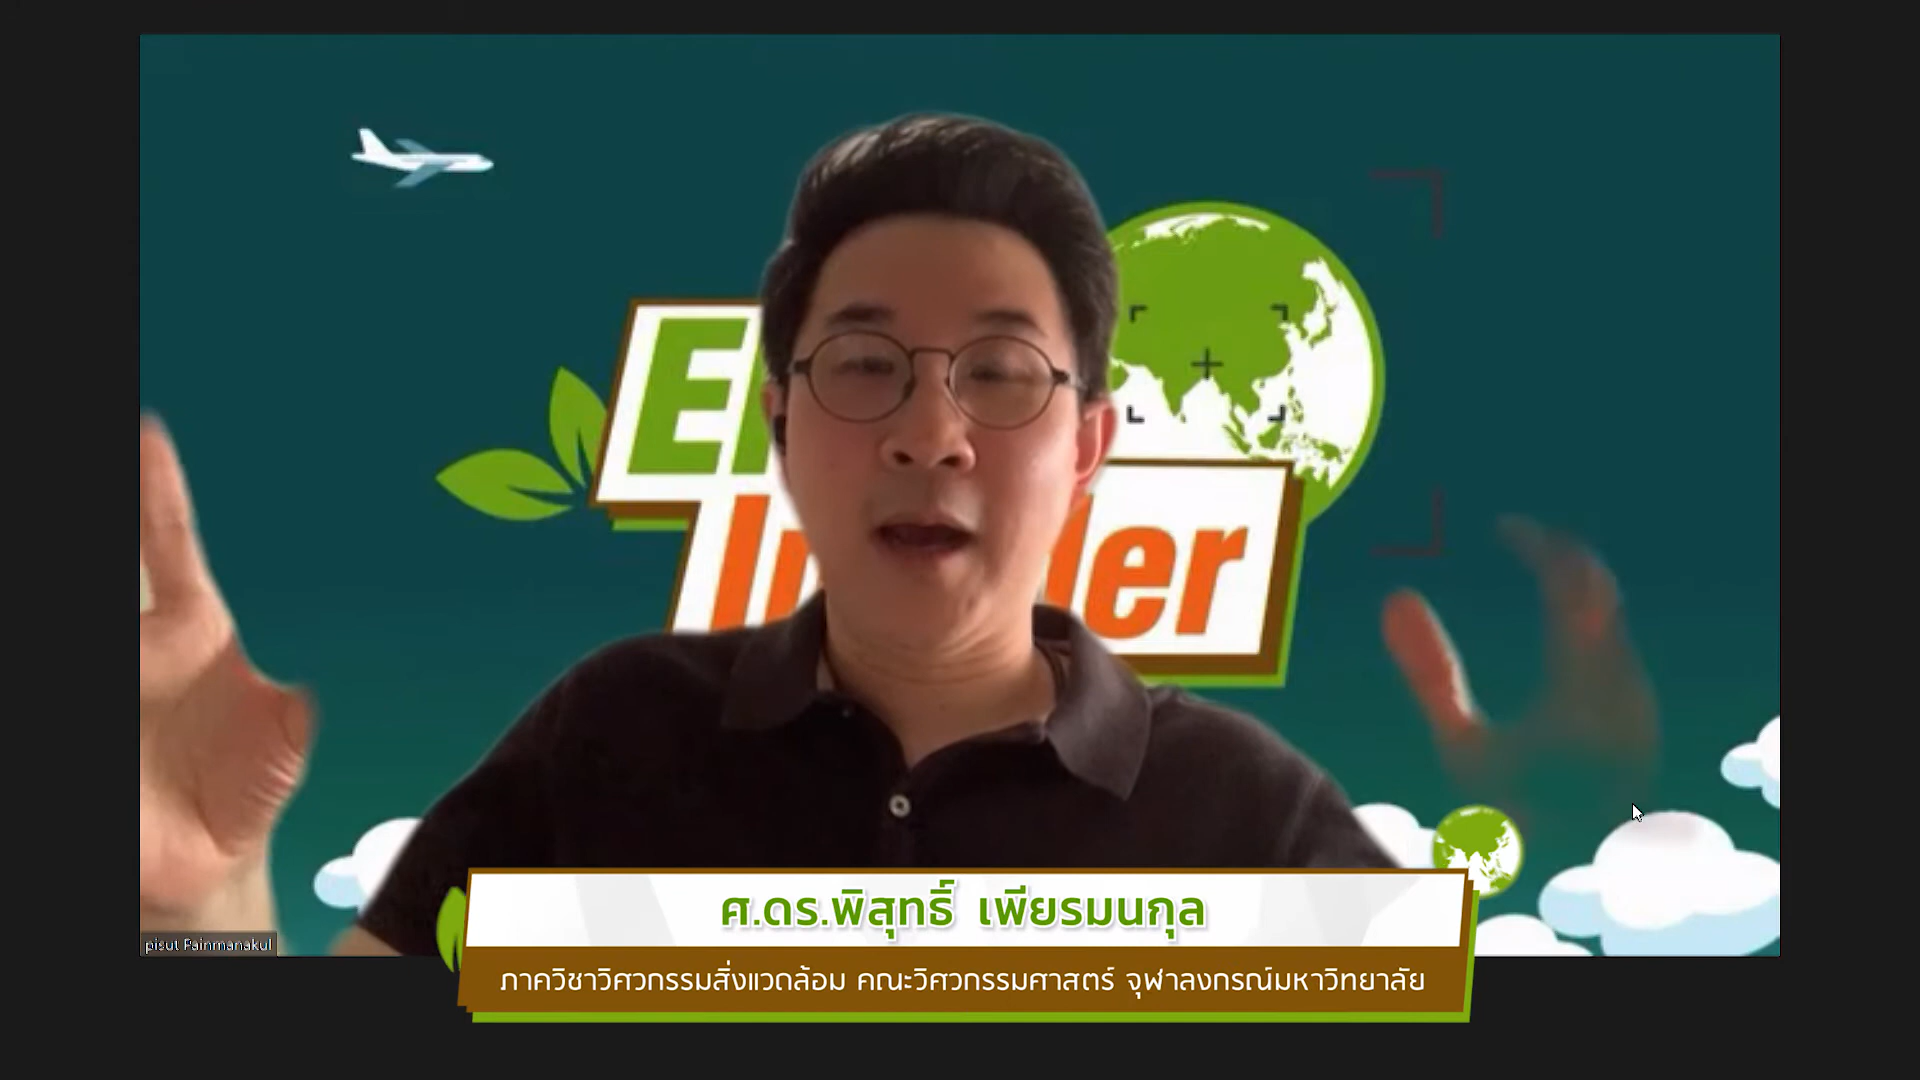 der
ศ.ดร.พิสุทธิ์ เพียรมนกุล
ภาควิชาวิศวกรรมสิ่งแวดล้อม คณะวิศวกรรมศาสตร์ จุฬาลงกรณ์มหาวิทยาลัย
pisut Painmanakul